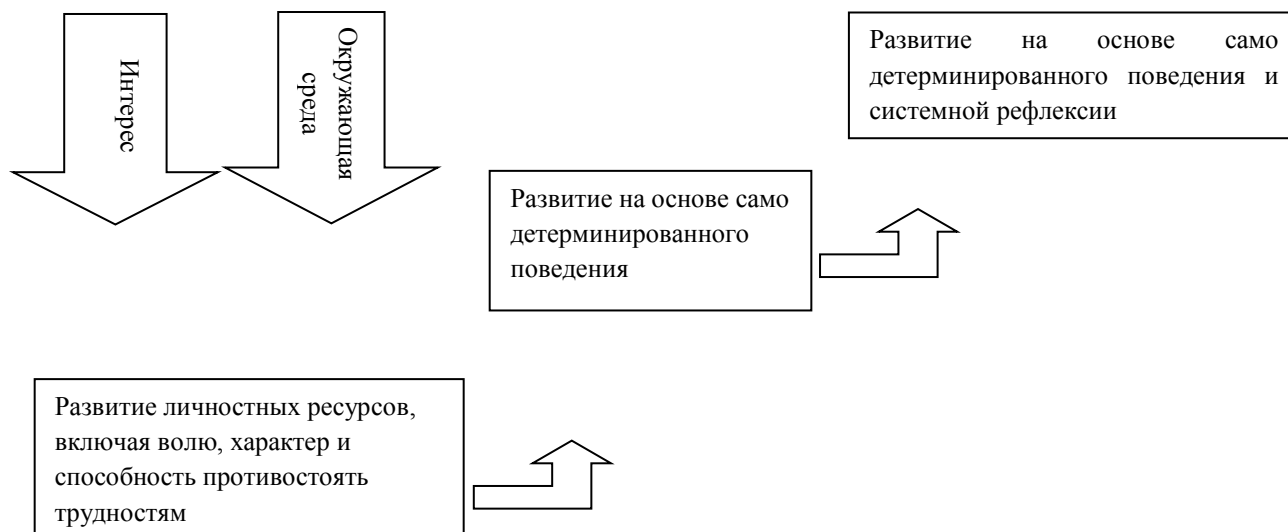 Интерес
Окружающая
среда
Развитие на основе само
детерминированного поведения и
системной рефлексии
Развитие на основе само
детерминированного
поведения
Развитие личностных ресурсов,
включая волю, характер и
способность противостоять
трудностям